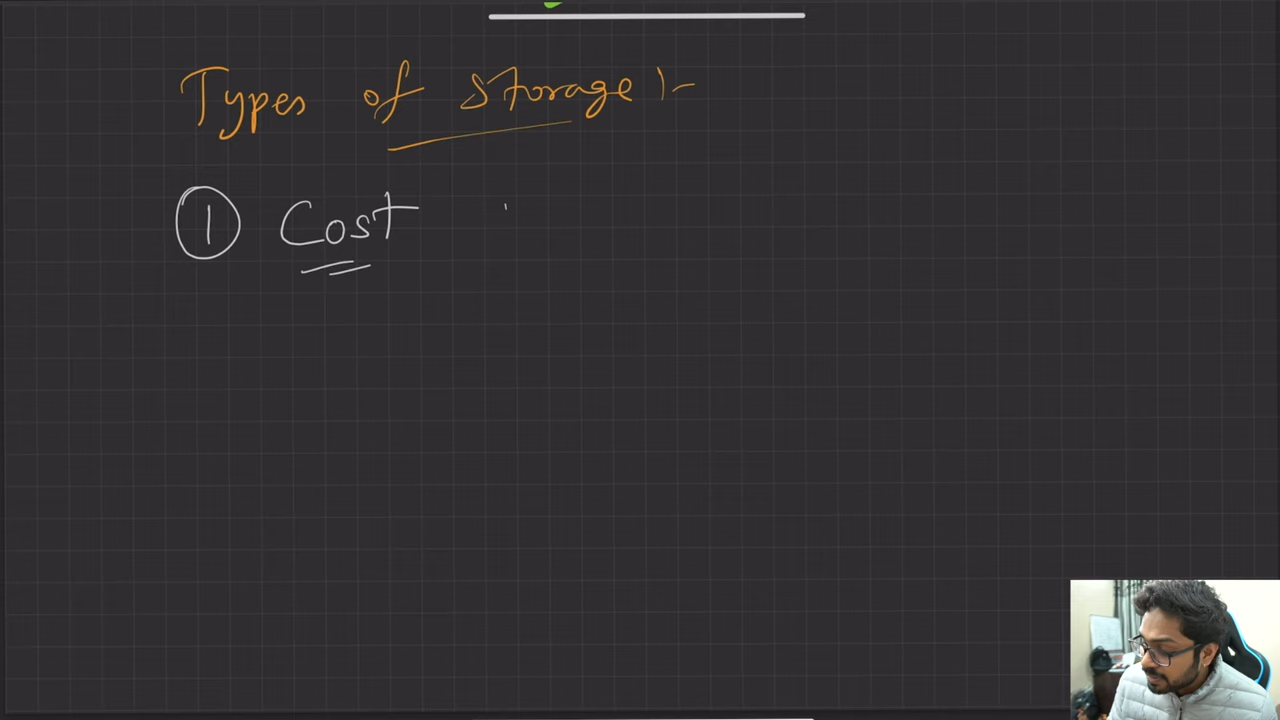 Types of storage :-
① Cost